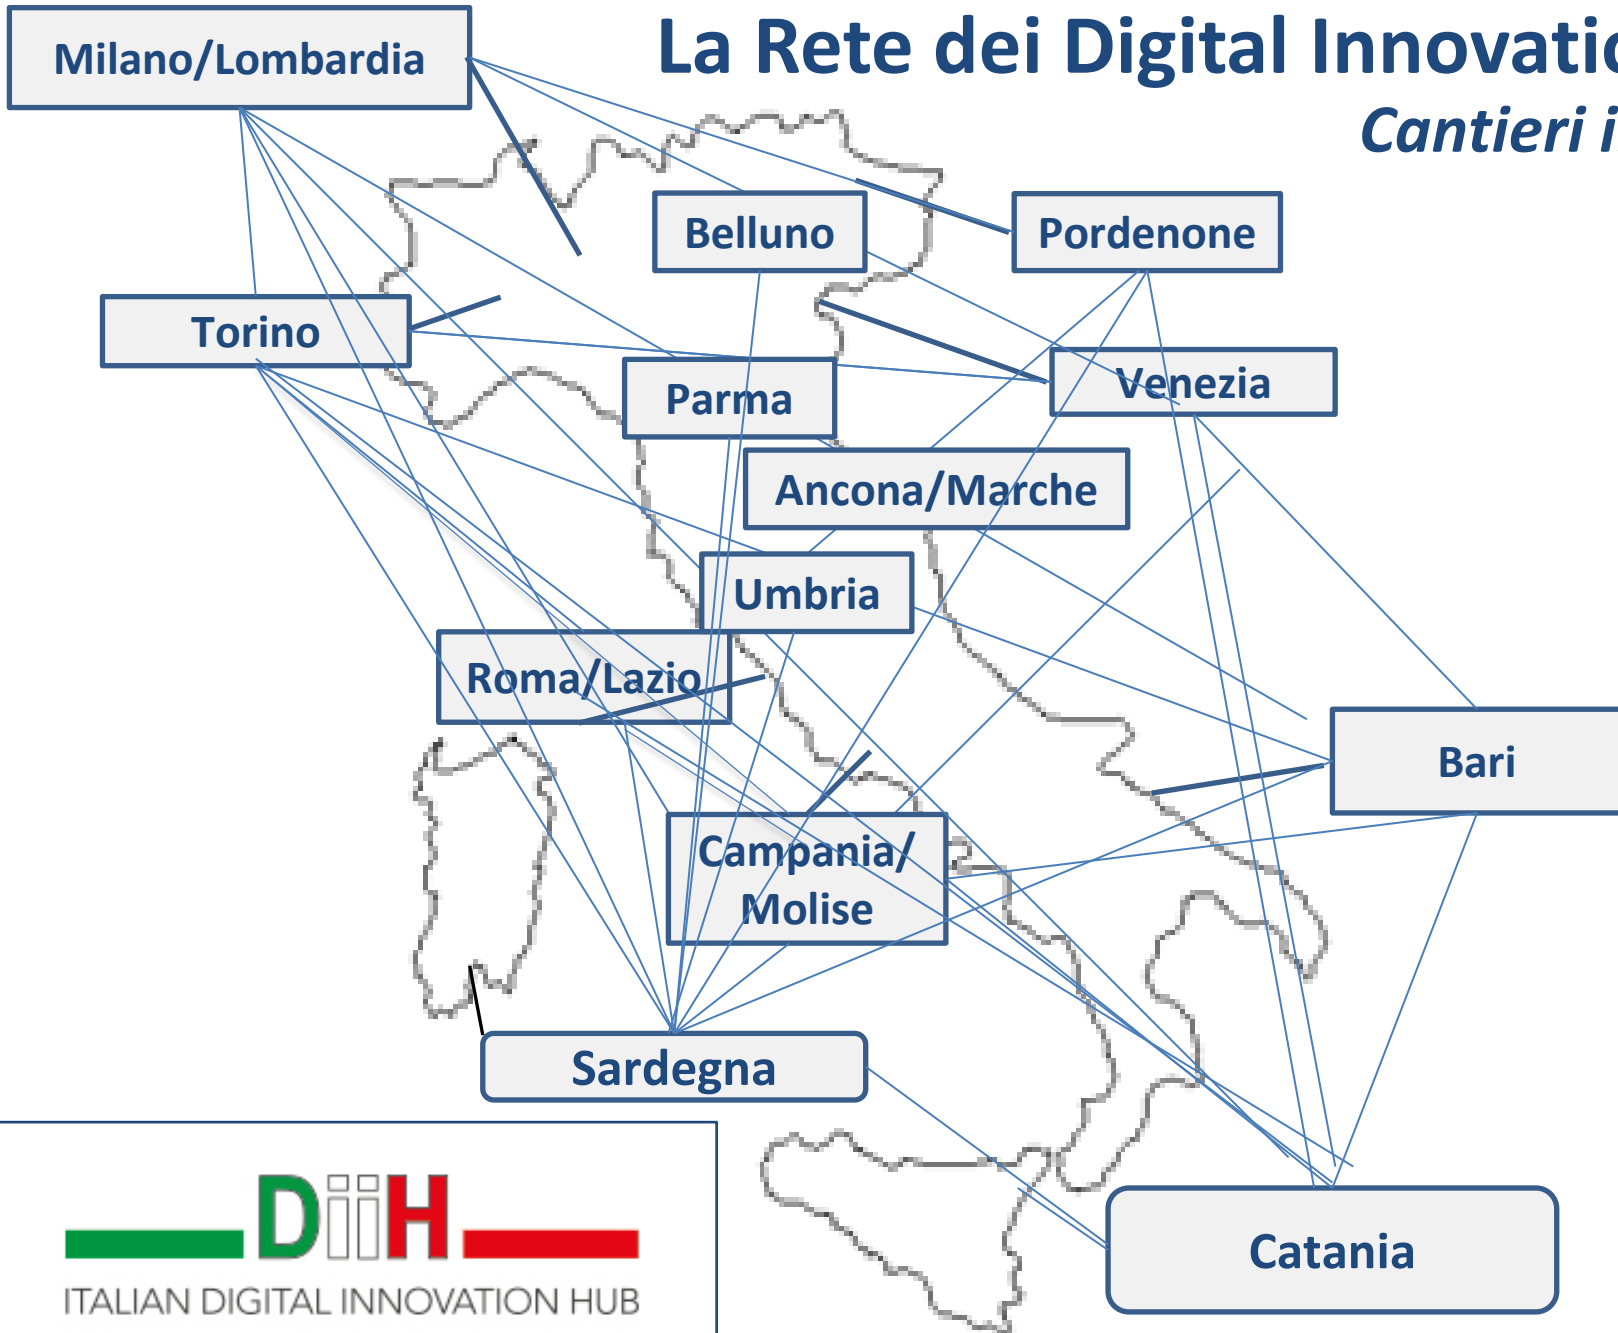 La Rete dei Digital
Cantieri
Milano/Lombardia
Belluno
Pordenone
Torino
Parma
Venezia
Ancona/Marche
Umbria
Roma/Lazio
Bari
Campania/
Molise
Sardegna
Catania
DiiH
ITALIAN DIGITAL INNOVATION HUB